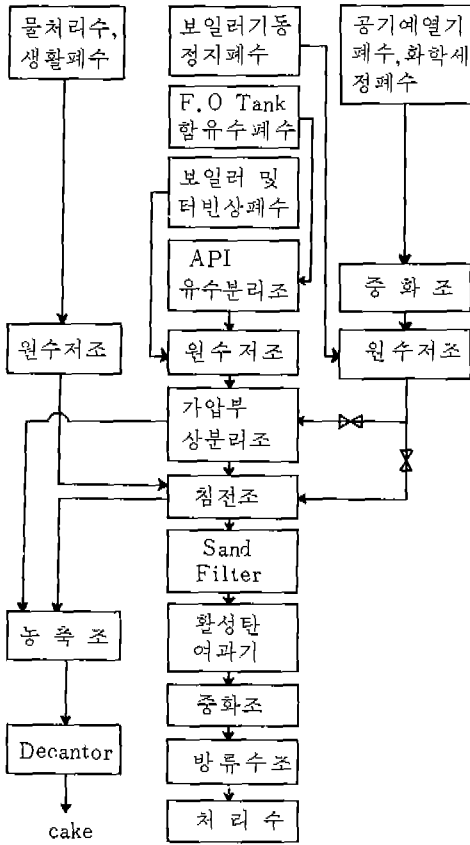 물처리수,
생활폐수
보일러기동
정지폐수
공기예열기
폐수,화학세
정폐수
F.O Tank
함유수폐수
보일러 및
터빈상폐수
API
유수분리조
중 화 조
원수저조
원수저조
원수저조
가압부
상분리조
침전조
Sand
Filter
활성탄
여과기
농 축 조
중화조
Decantor
방류수조
cake
처 리 수